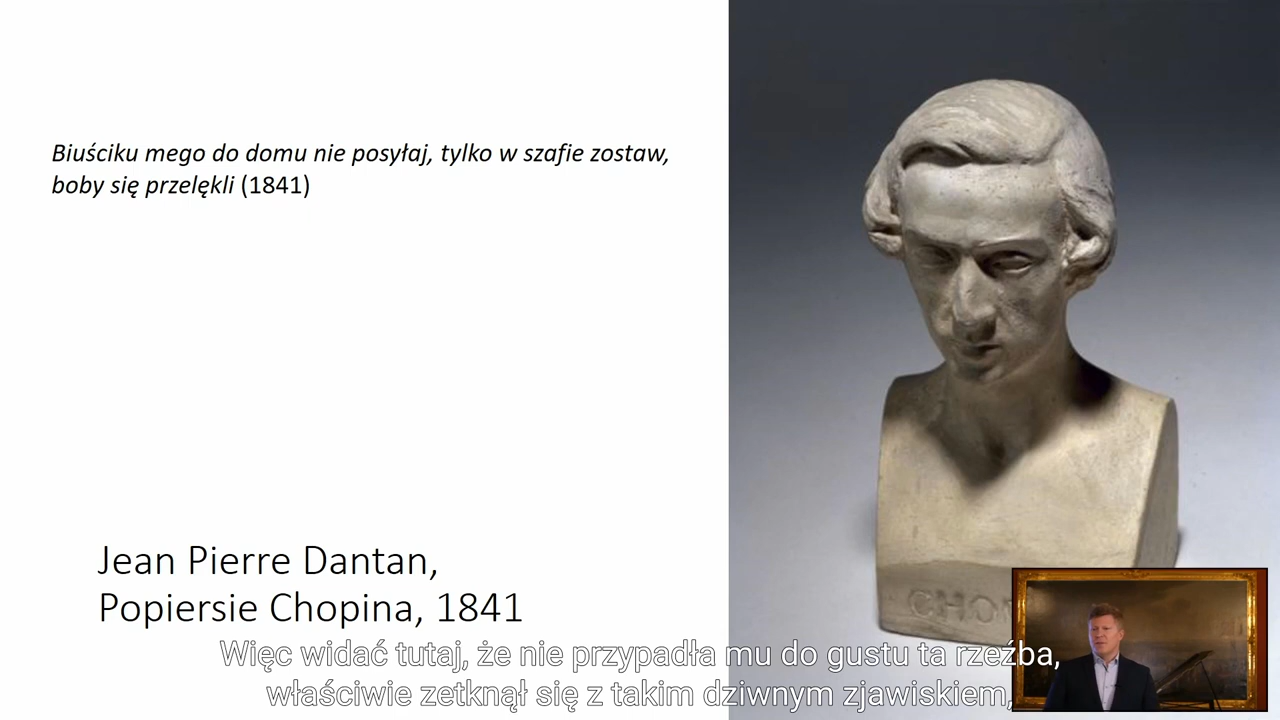 Biuściku mego do domu nie posyłaj, tylko w szafie zostaw,
boby się przelękli (1841)
Jean Pierre Dantan,
Popiersie Chopina, 1841
CHO
Więc widać tutaj, że nie przypadła mu do gustu ta rzeźba,
właściwie zetknął się z takim dziwnym zjawiskiem,